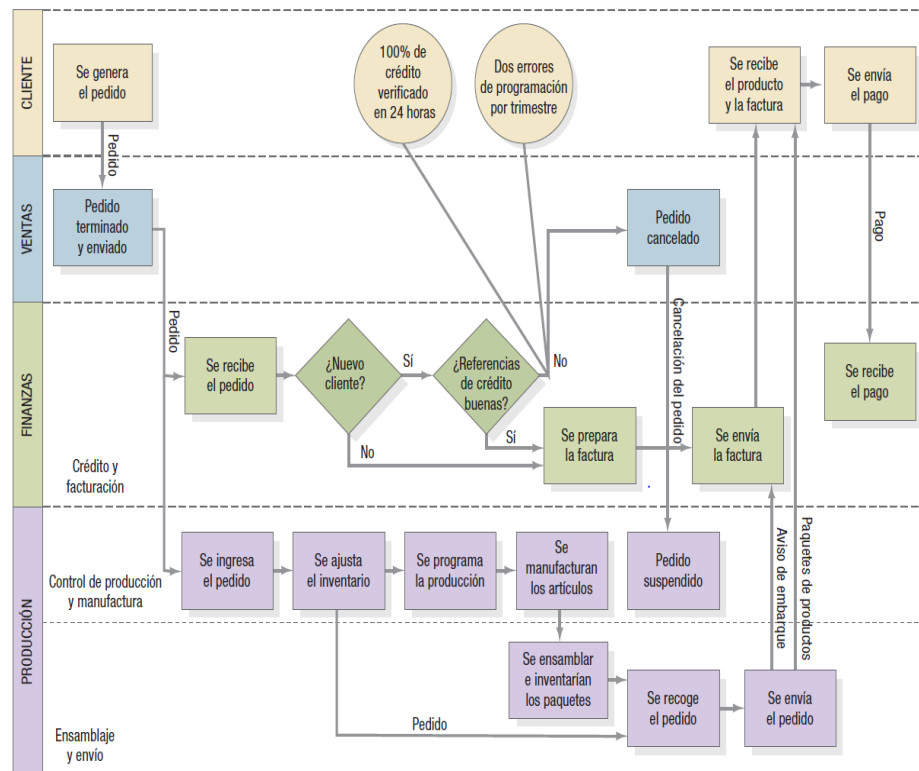 CLIENTE
Se genera
el pedido
100% de
crédito
verificado
en 24 horas
Dos errores
de programación
por trimestre
Se recibe
el producto
y la factura
Se envía
el pago
Pedido
VENTAS
Pedido
terminado
y enviado
Pedido
cancelado
Pago
FINANZAS
Pedido
Se recibe
el pedido
¿Nuevo
cliente?
Sí
¿Referencias
de crédito
buenas?
No
Cancelación del pedido
Se recibe
el pago
No
Sí
Se prepara
la factura
Se envía
la factura
Crédito y
facturación
PRODUCCIÓN
Control de producción
y manufactura
Se ingresa
el pedido
Se ajusta
el inventario
Se programa
la producción
Se
manufacturan
los artículos
Pedido
suspendido
Aviso de embarque
Paquetes de productos
Se ensamblar
e inventarían
los paquetes
Se recoge
el pedido
Se envía
el pedido
Pedido
Ensamblaje
y envío